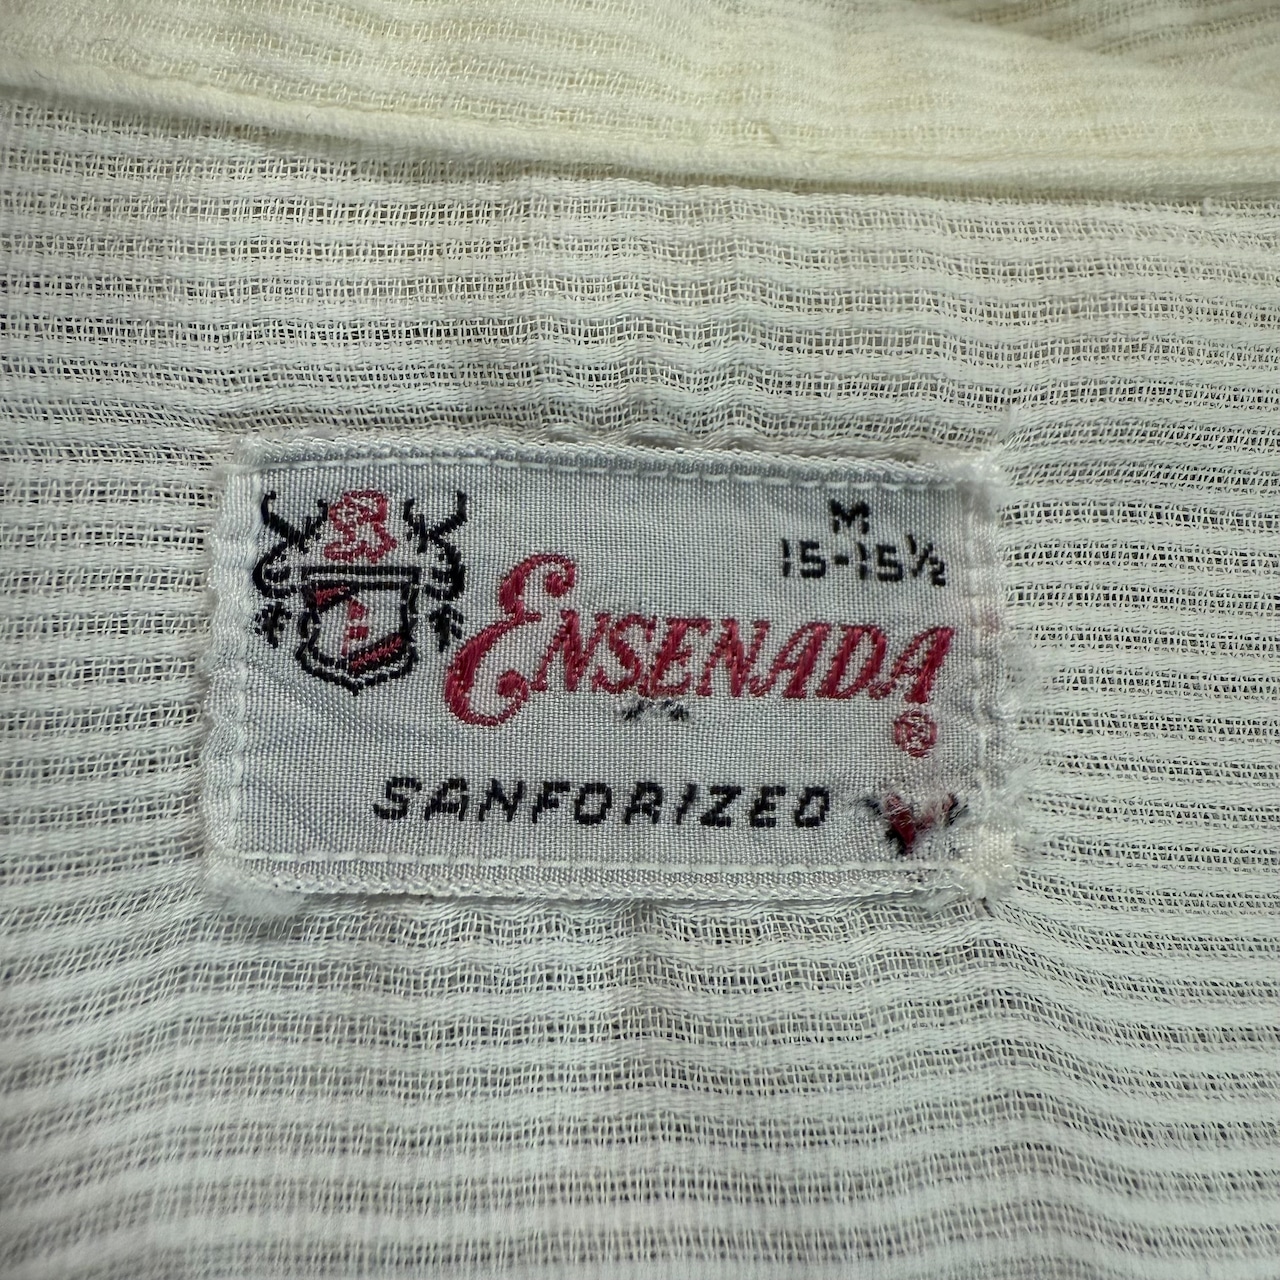 M
15-15½
ENSENADA
®
SANFORIZED